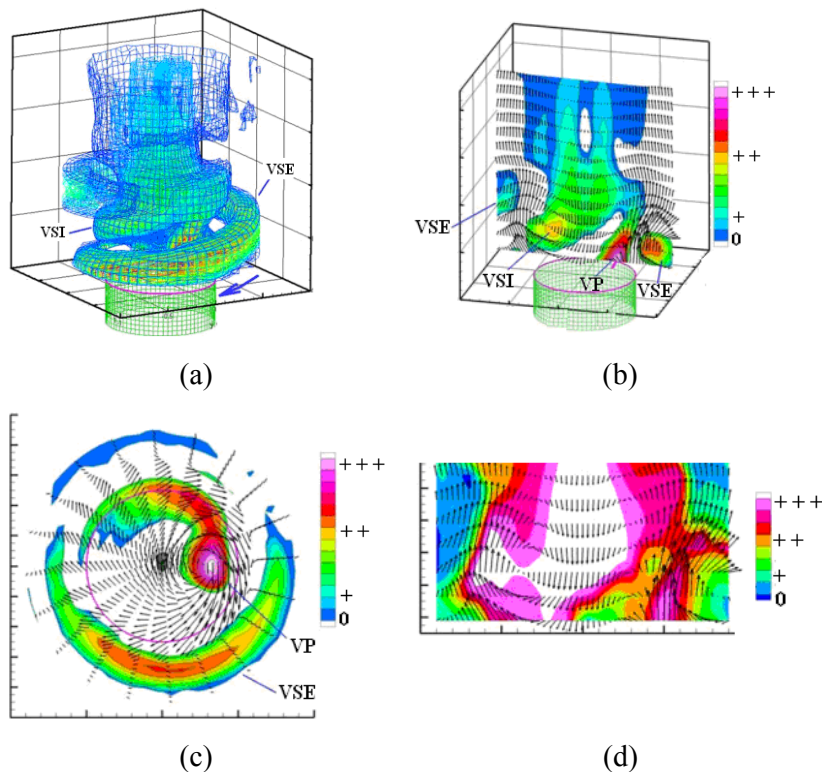 VSE
VSI
(a)
+++
++
+
0
VSE
VSI
VP
VSE
(b)
+++
++
+
0
VP
VSE
(c)
+++
++
+
0
(d)